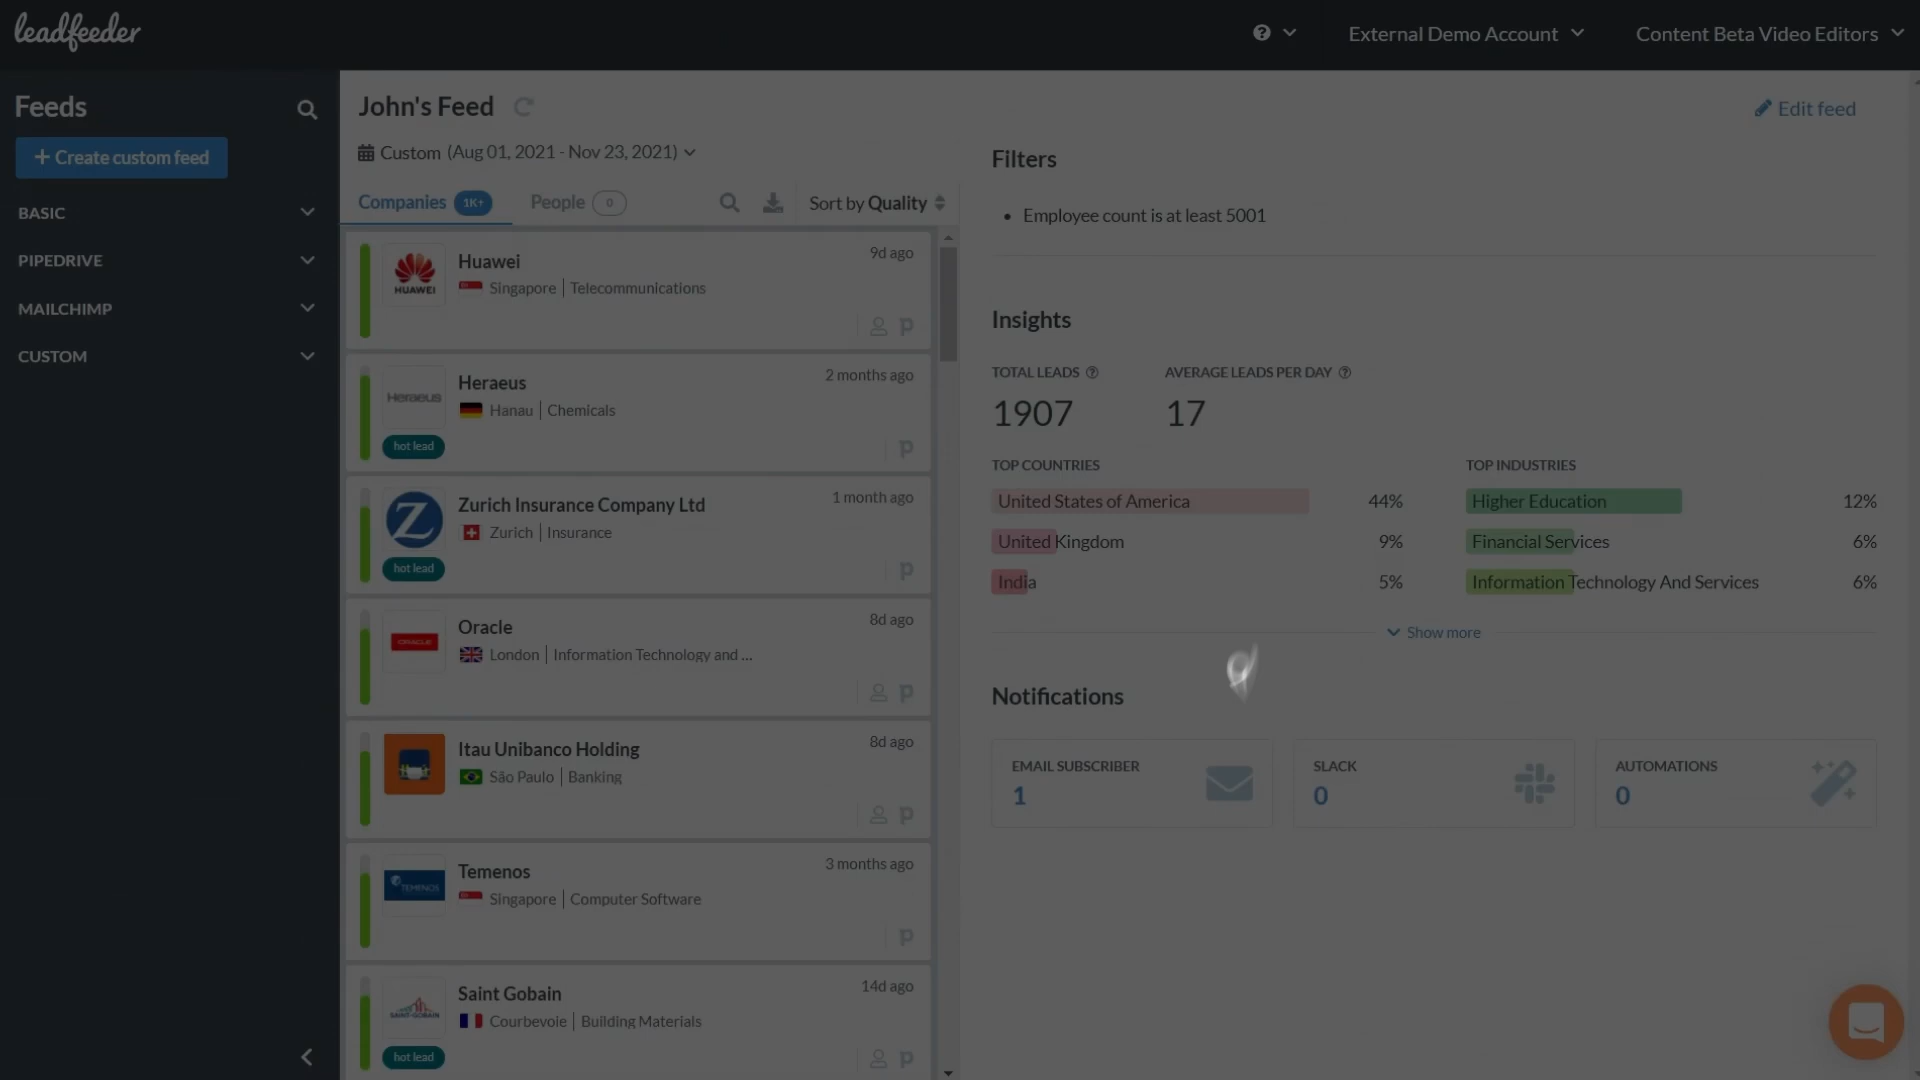 leadfeeder
External Demo Account
Content Beta Video Editors
Feeds
+ Create custom feed
BASIC
PIPEDRIVE
MAILCHIMP
CUSTOM
John's Feed
Edit feed
Custom (Aug 01, 2021 - Nov 23, 2021)
Companies 1K+
People 0
Sort by Quality
HUAWEI
Huawei
9d ago
Singapore | Telecommunications
Heraeus
Heraeus
2 months ago
Hanau | Chemicals
hot lead
Z
Zurich Insurance Company Ltd
1 month ago
Zurich | Insurance
hot lead
ORACLE
Oracle
8d ago
London | Information Technology and ...
Itau Unibanco Holding
8d ago
São Paulo | Banking
TEMENOS
Temenos
3 months ago
Singapore | Computer Software
SAINT-GOBAIN
Saint Gobain
14d ago
Courbevoie | Building Materials
hot lead
Filters
• Employee count is at least 5001
Insights
TOTAL LEADS
1907
AVERAGE LEADS PER DAY
17
TOP COUNTRIES
United States of America 44%
United Kingdom 9%
India 5%
TOP INDUSTRIES
Higher Education 12%
Financial Services 6%
Information Technology And Services 6%
Show more
Notifications
EMAIL SUBSCRIBER
1
SLACK
0
AUTOMATIONS
0